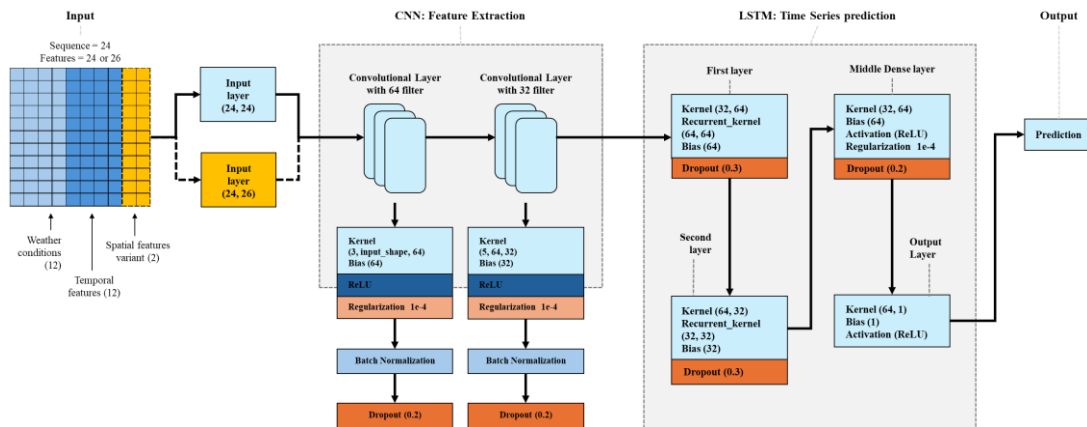 Input
CNN: Feature Extraction
LSTM: Time Series prediction
Output
Sequence = 24
Features = 24 or 26
Weather
conditions
(12)
Temporal
features (12)
Spatial features
variant (2)
Input
layer
(24, 24)
Input
layer
(24, 26)
Convolutional Layer
with 64 filter
Convolutional Layer
with 32 filter
Kernel
(3, input_shape, 64)
Bias (64)
ReLU
Regularization 1e-4
Batch Normalization
Dropout (0.2)
Kernel
(5, 64, 32)
Bias (32)
ReLU
Regularization 1e-4
Batch Normalization
Dropout (0.2)
First layer
Kernel (32, 64)
Recurrent_kernel
(64, 64)
Bias (64)
Dropout (0.3)
Second
layer
Kernel (64, 32)
Recurrent_kernel
(32, 32)
Bias (32)
Dropout (0.3)
Middle Dense layer
Kernel (32, 64)
Bias (64)
Activation (ReLU)
Regularization 1e-4
Dropout (0.2)
Output
Layer
Kernel (64, 1)
Bias (1)
Activation (ReLU)
Prediction